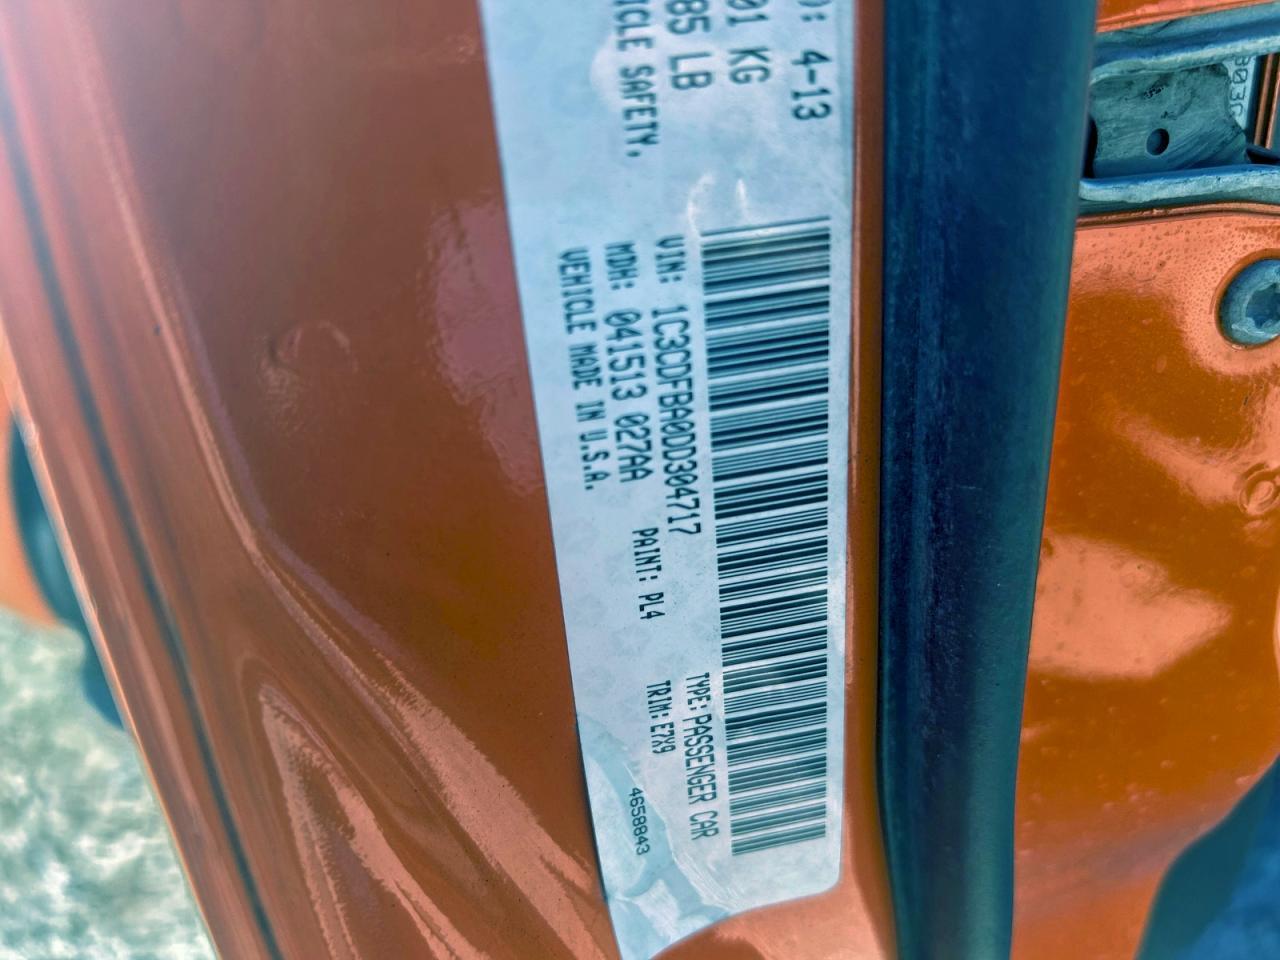 D: 4-13
01 KG
85 LB
ICLE SAFETY,
VIN: 1C3CDFBA0DD304717
TYPE: PASSENGER CAR
MDH: 041513 027AA
PAINT: PL4
TRIM: E7X9
VEHICLE MADE IN U.S.A.
4658843